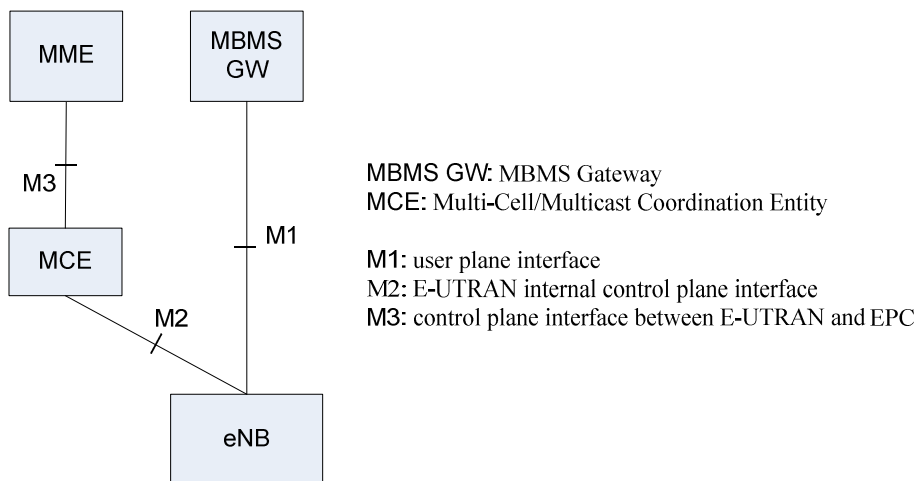 MME
MBMS
GW
MBMS GW: MBMS Gateway
MCE: Multi-Cell/Multicast Coordination Entity
M3
M1
MCE
M1: user plane interface
M2: E-UTRAN internal control plane interface
M3: control plane interface between E-UTRAN and EPC
M2
eNB